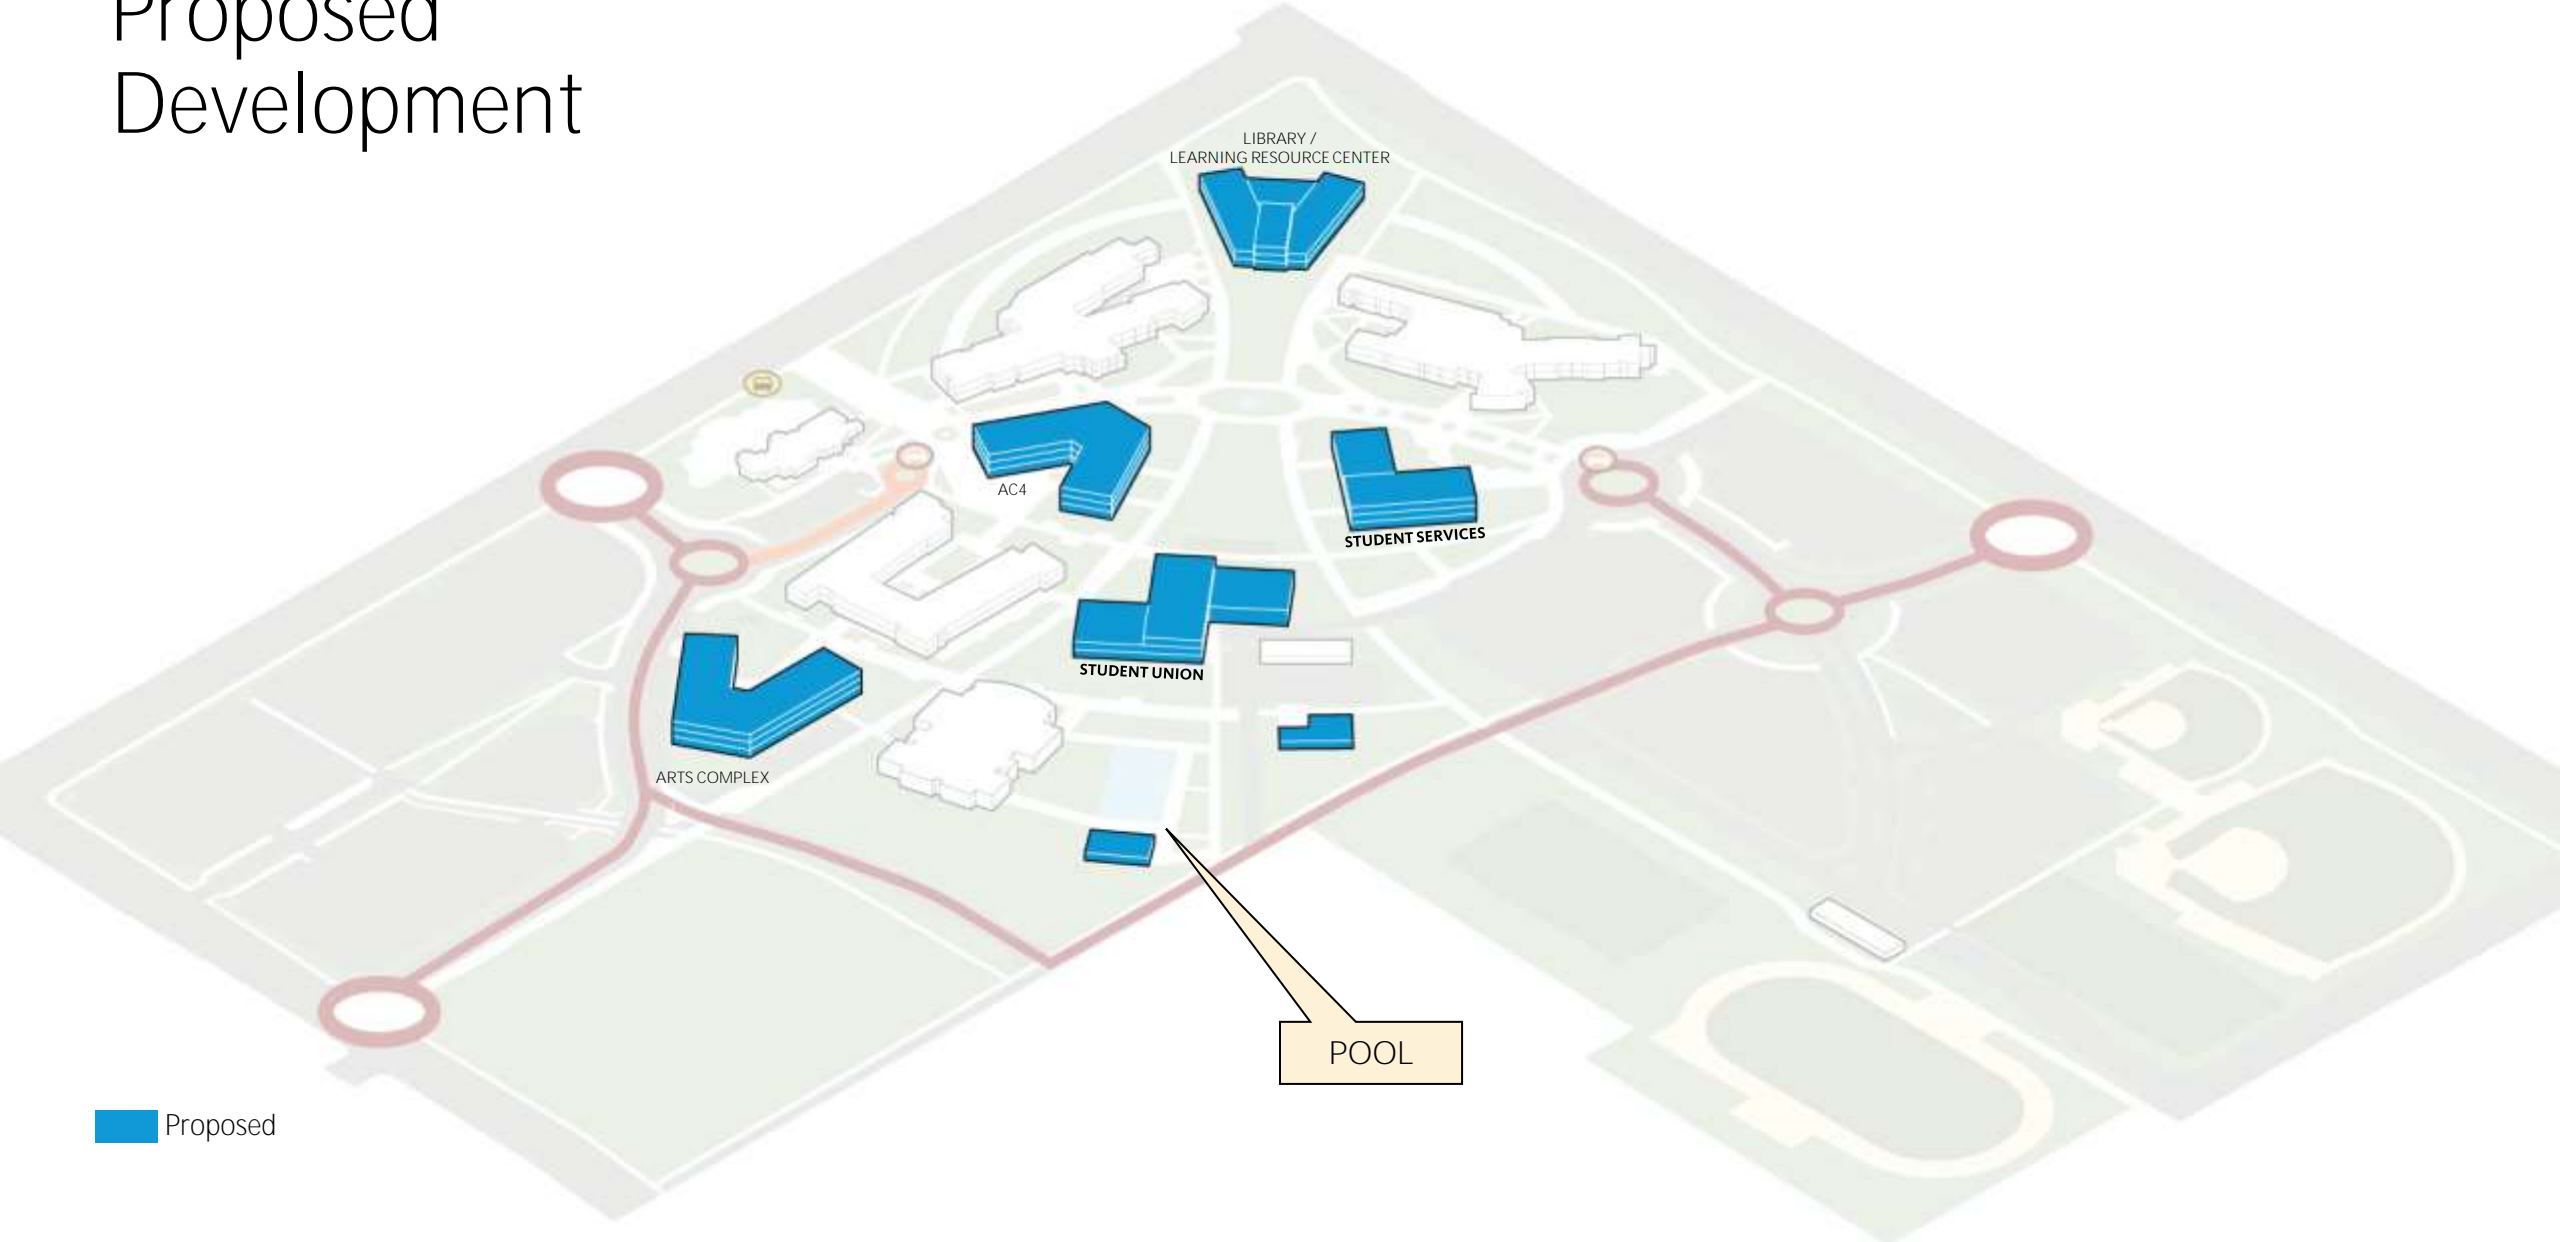 Proposed
Development
LIBRARY /
LEARNING RESOURCE CENTER
AC4
STUDENT SERVICES
STUDENT UNION
ARTS COMPLEX
POOL
Proposed